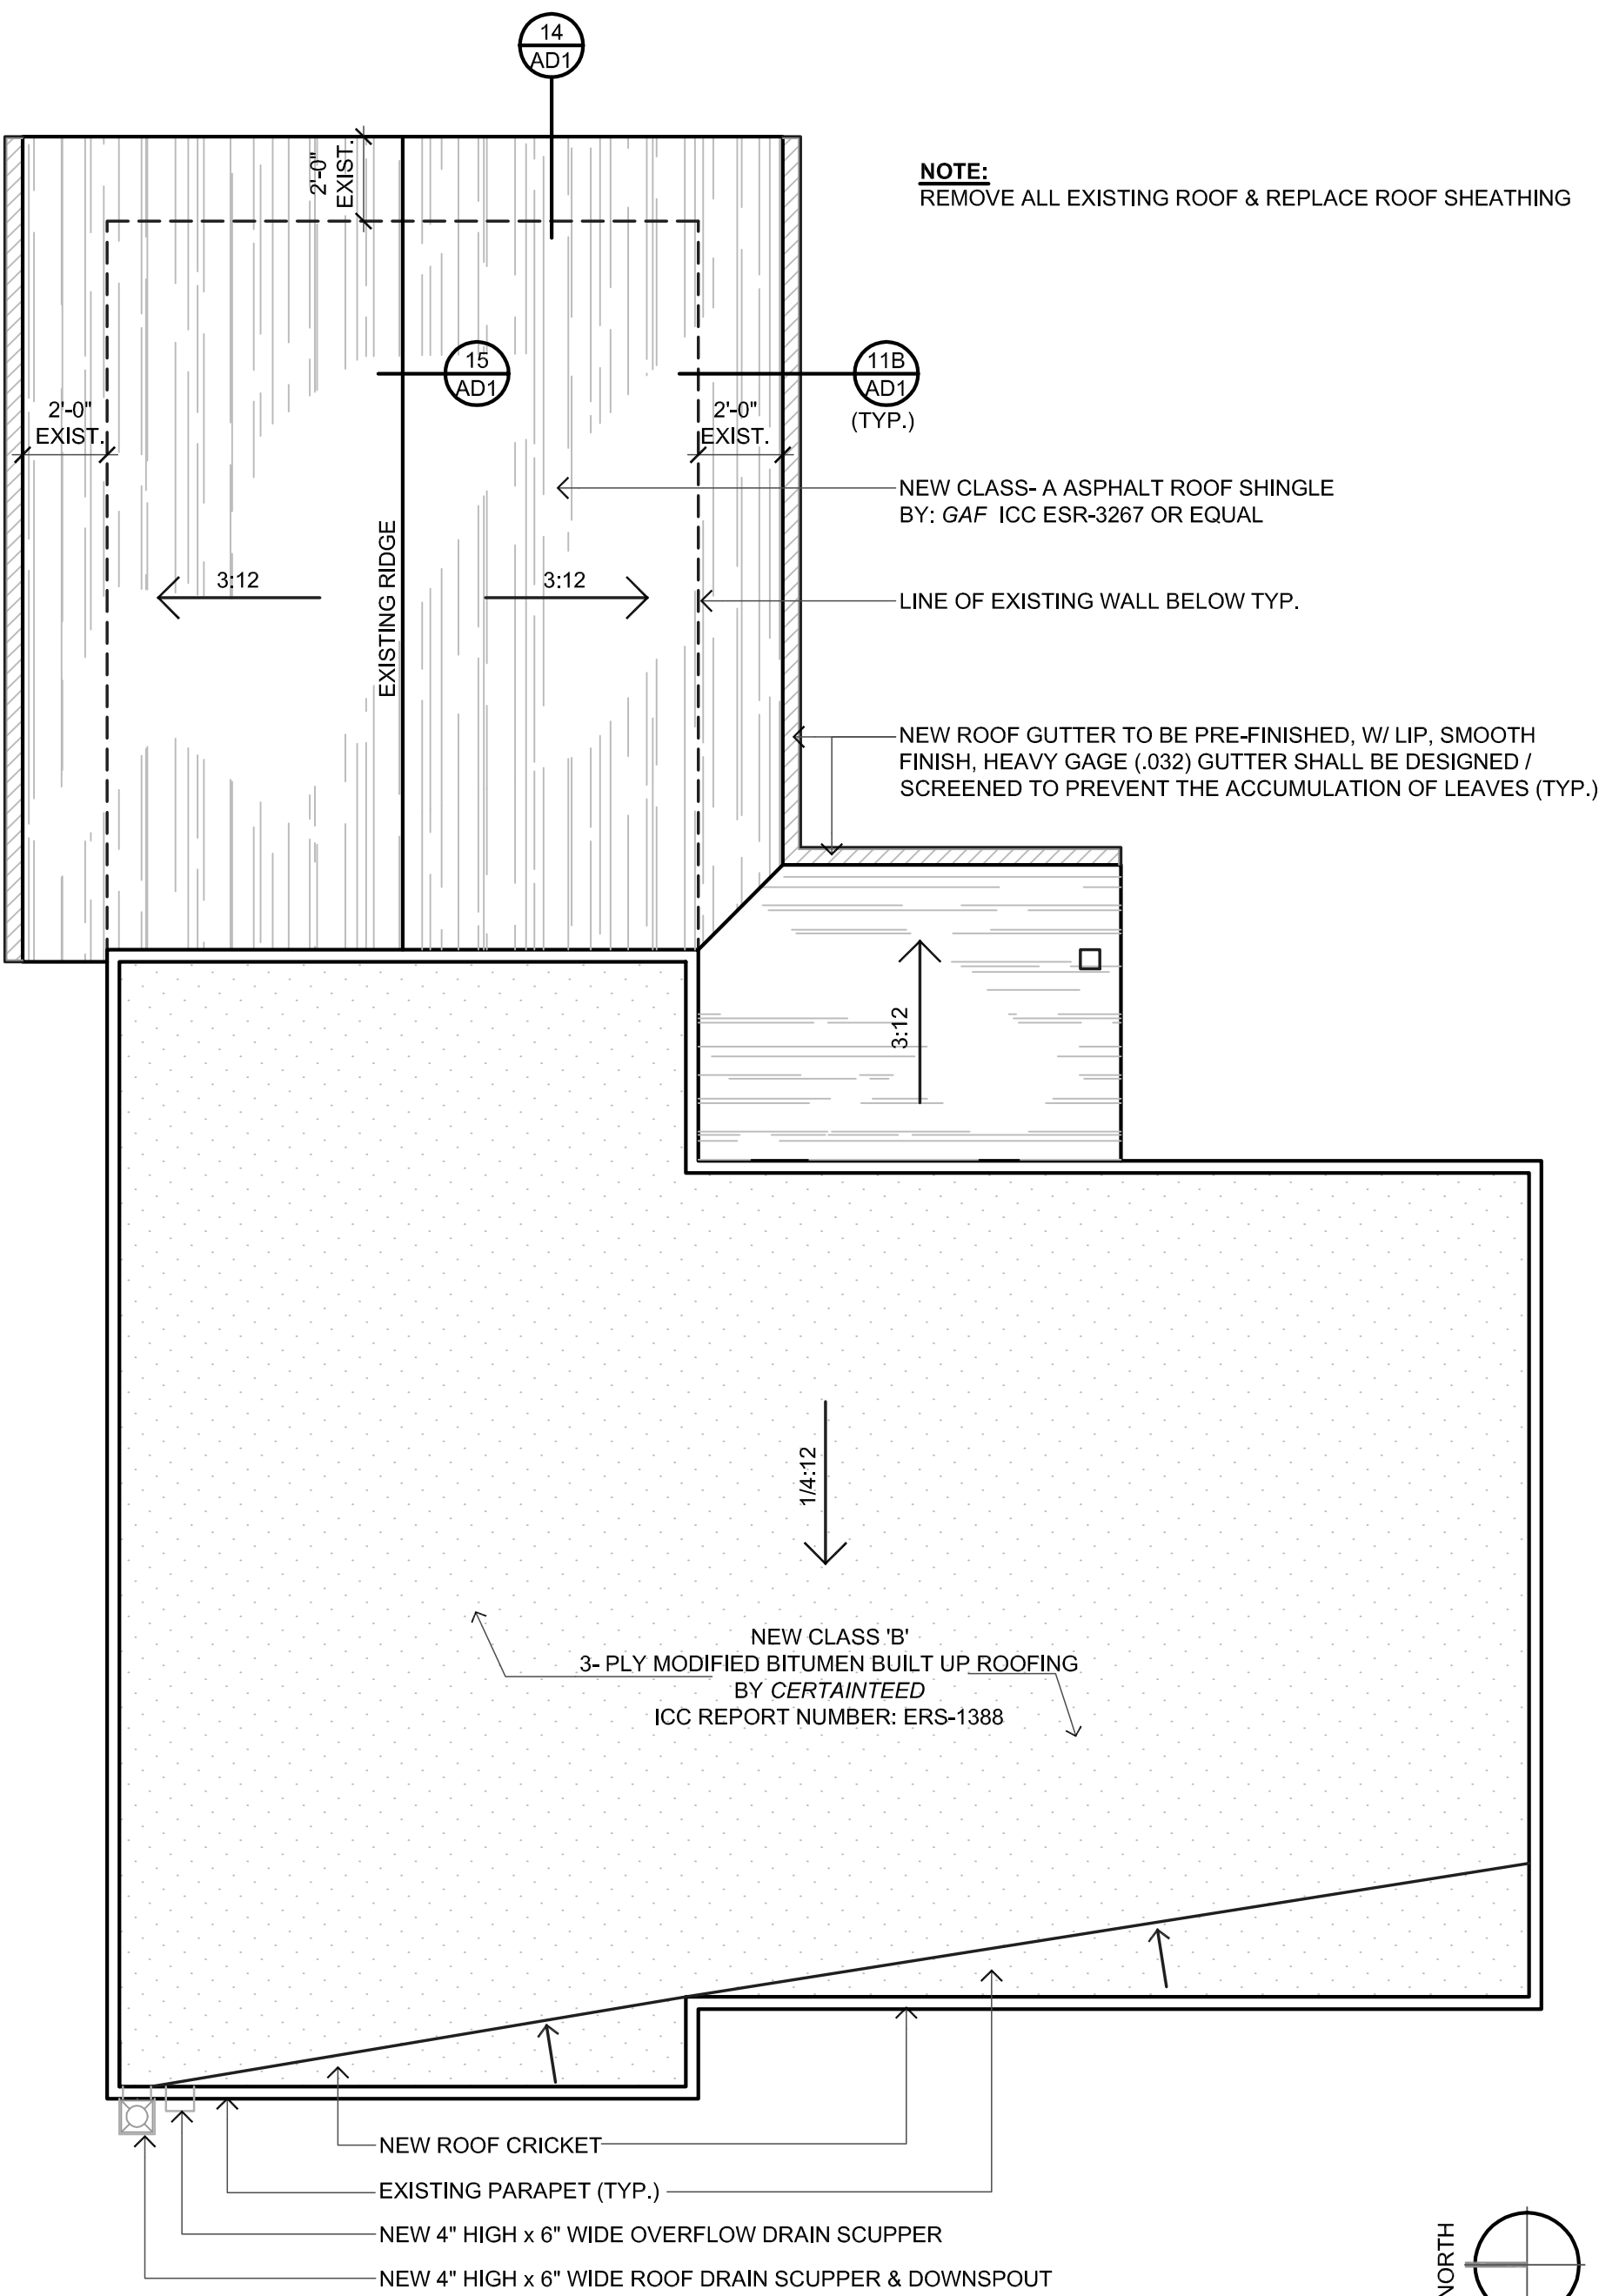 14
AD1
2'-0"
EXIST.
NOTE:
REMOVE ALL EXISTING ROOF & REPLACE ROOF SHEATHING
15
AD1
11B
AD1
(TYP.)
2'-0"
EXIST.
2'-0"
EXIST.
NEW CLASS- A ASPHALT ROOF SHINGLE
BY: GAF ICC ESR-3267 OR EQUAL
EXISTING RIDGE
3:12
3:12
LINE OF EXISTING WALL BELOW TYP.
NEW ROOF GUTTER TO BE PRE-FINISHED, W/ LIP, SMOOTH
FINISH, HEAVY GAGE (.032) GUTTER SHALL BE DESIGNED /
SCREENED TO PREVENT THE ACCUMULATION OF LEAVES (TYP.)
3:12
1/4:12
NEW CLASS 'B'
3- PLY MODIFIED BITUMEN BUILT UP ROOFING
BY CERTAINTEED
ICC REPORT NUMBER: ERS-1388
NEW ROOF CRICKET
EXISTING PARAPET (TYP.)
NEW 4" HIGH x 6" WIDE OVERFLOW DRAIN SCUPPER
NEW 4" HIGH x 6" WIDE ROOF DRAIN SCUPPER & DOWNSPOUT
NORTH